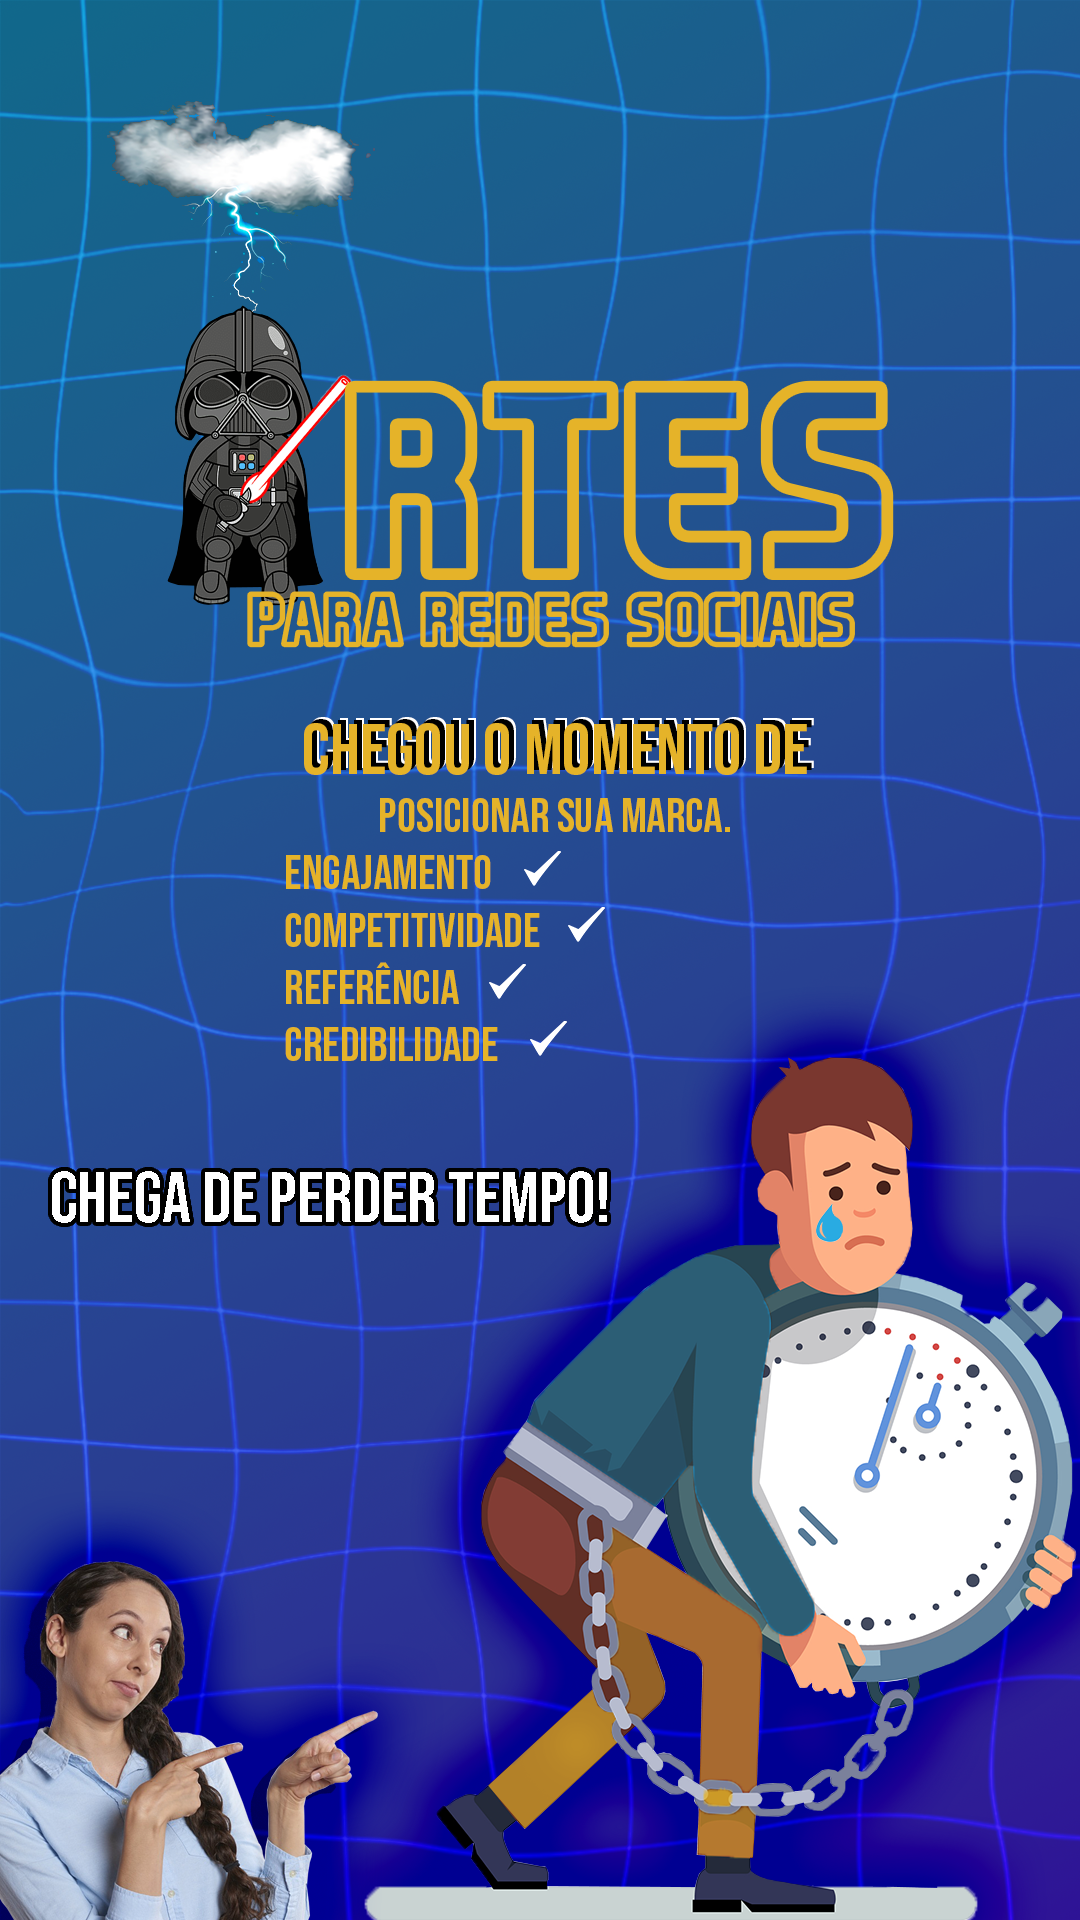 RTES
PARA REDES SOCIAIS
CHEGOU O MOMENTO DE
POSICIONAR SUA MARCA.
ENGAJAMENTO
COMPETITIVIDADE
REFERÊNCIA
CREDIBILIDADE
CHEGA DE PERDER TEMPO!